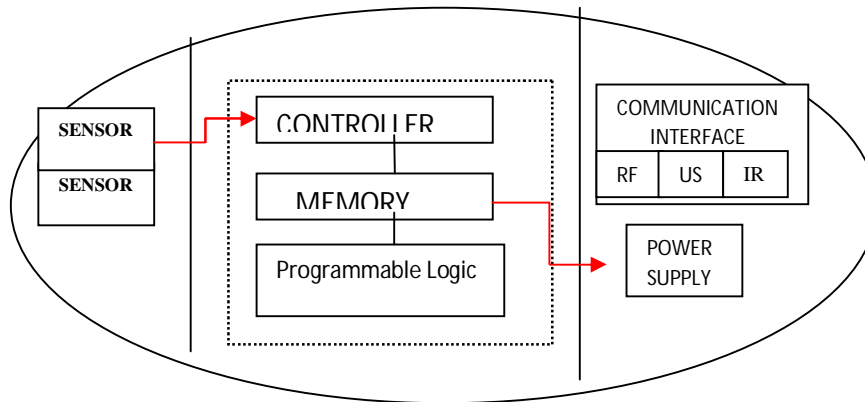 SENSOR
SENSOR
CONTROLLER
MEMORY
Programmable Logic
COMMUNICATION
INTERFACE
RF US IR
POWER
SUPPLY